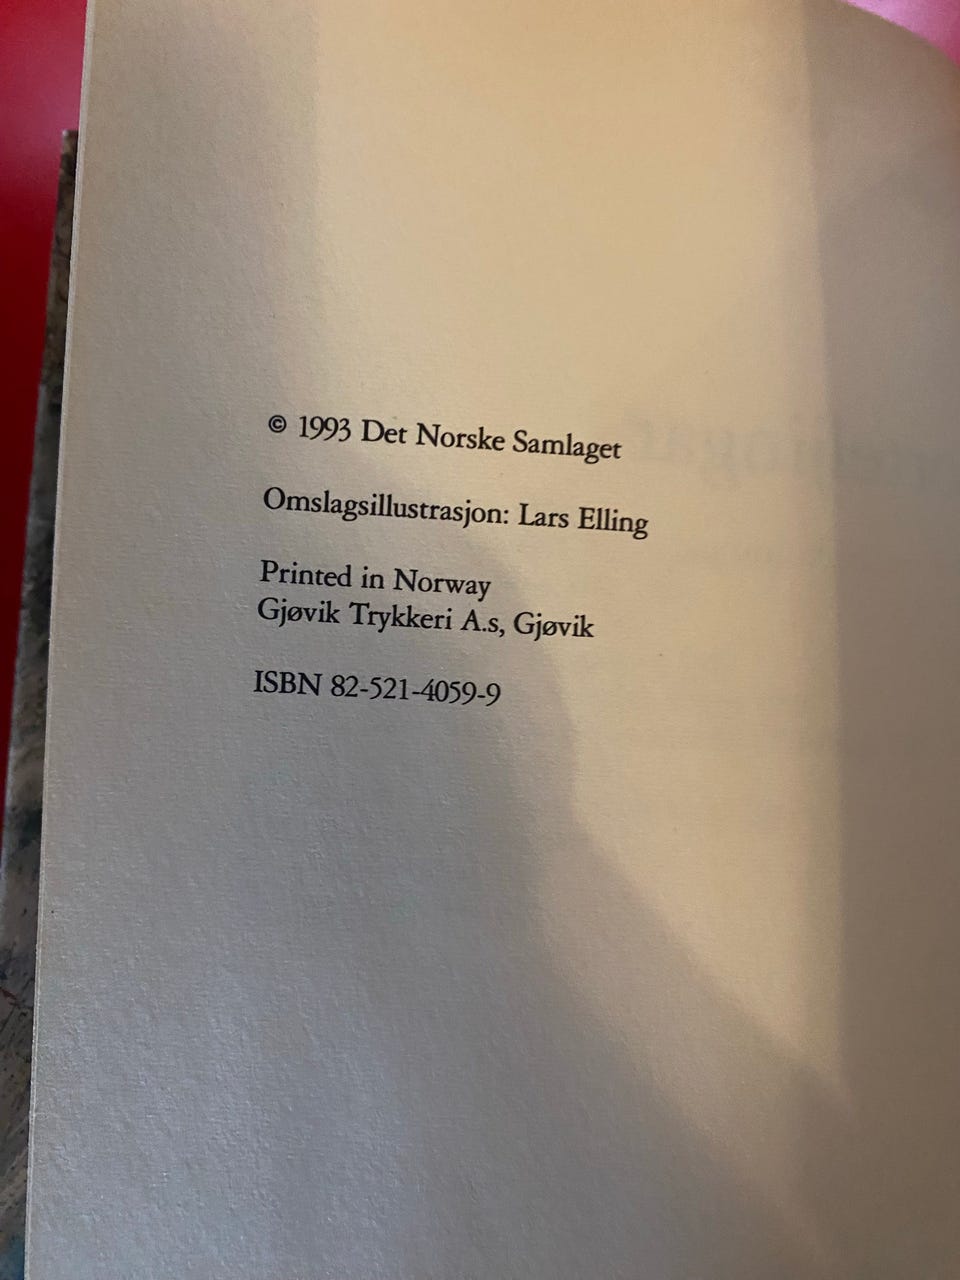 © 1993 Det Norske Samlaget
Omslagsillustrasjon: Lars Elling
Printed in Norway
Gjøvik Trykkeri A.s, Gjøvik
ISBN 82-521-4059-9